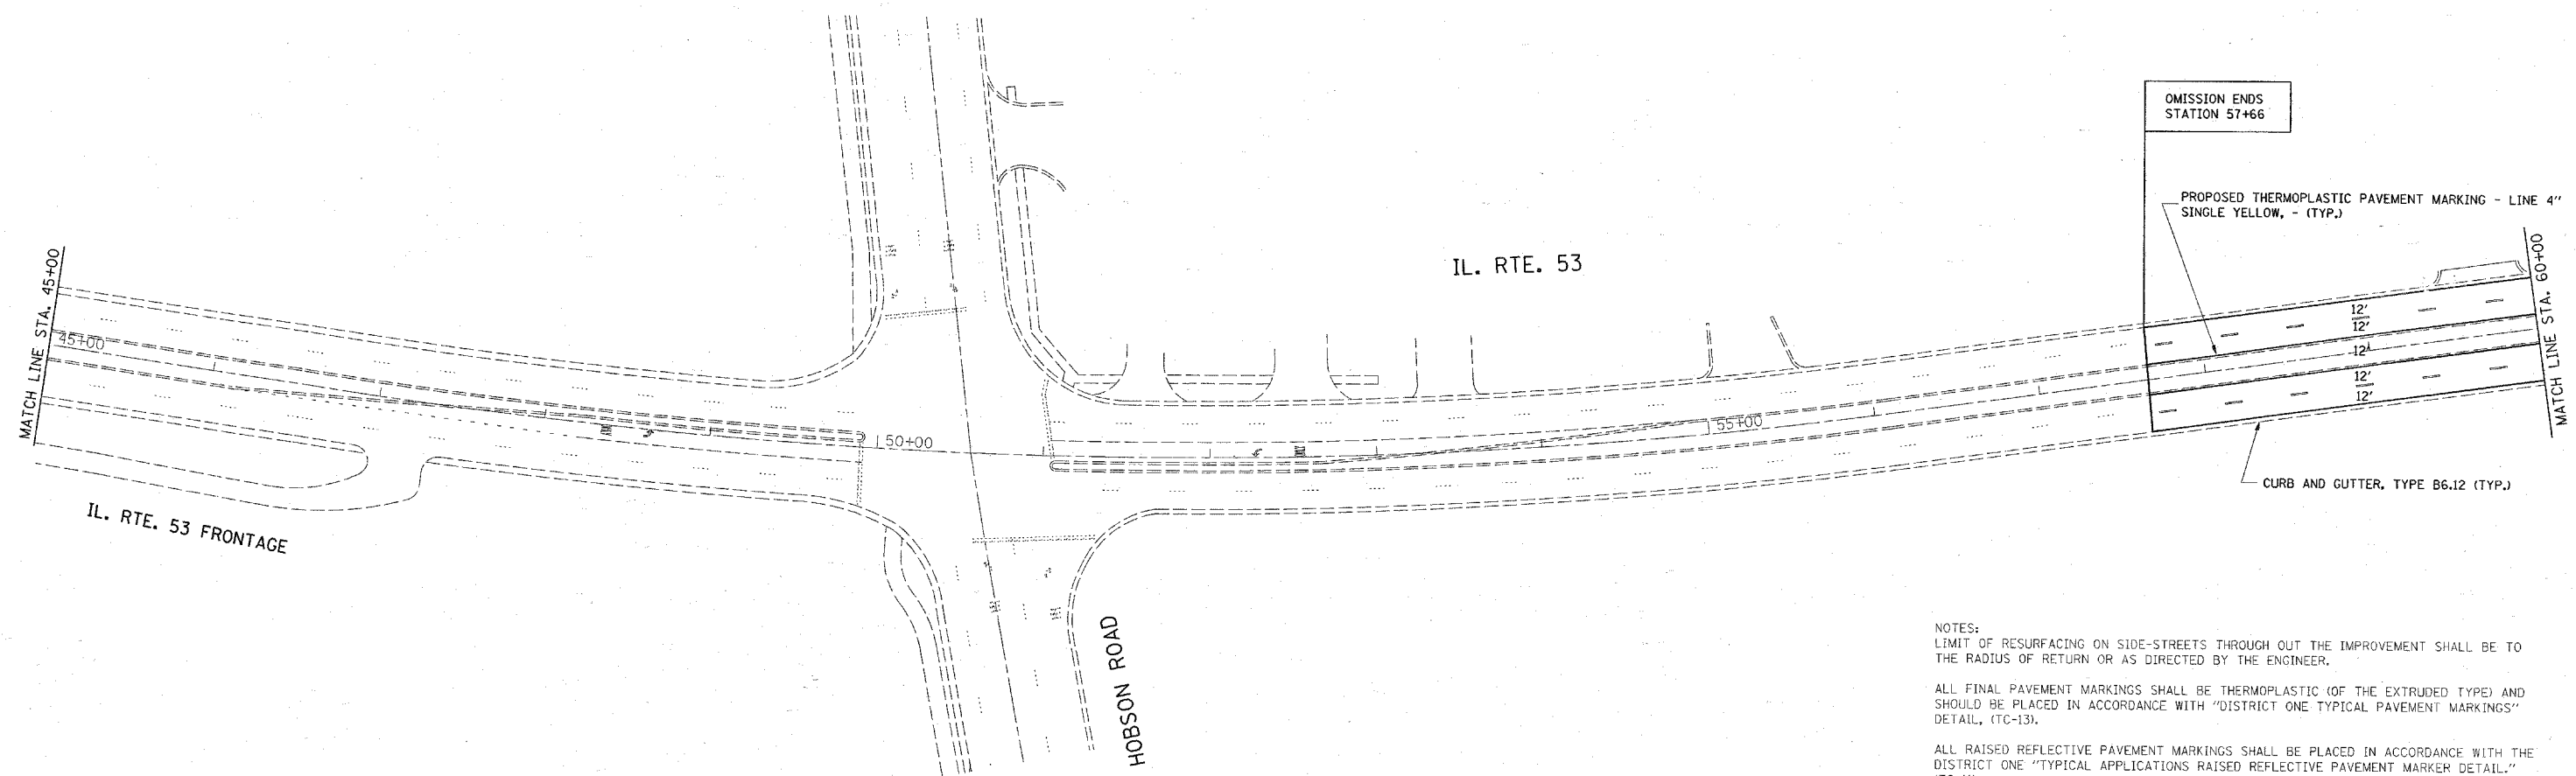 OMISSION ENDS
STATION 57+66
PROPOSED THERMOPLASTIC PAVEMENT MARKING - LINE 4"
SINGLE YELLOW, - (TYP.)
IL. RTE. 53
MATCH LINE STA. 45+00
45+00
50+00
55+00
12'
12'
12'
12'
12'
MATCH LINE STA. 60+00
CURB AND GUTTER, TYPE B6.12 (TYP.)
IL. RTE. 53 FRONTAGE
HOBSON ROAD
NOTES:
LIMIT OF RESURFACING ON SIDE-STREETS THROUGH OUT THE IMPROVEMENT SHALL BE TO
THE RADIUS OF RETURN OR AS DIRECTED BY THE ENGINEER.
ALL FINAL PAVEMENT MARKINGS SHALL BE THERMOPLASTIC (OF THE EXTRUDED TYPE) AND
SHOULD BE PLACED IN ACCORDANCE WITH "DISTRICT ONE TYPICAL PAVEMENT MARKINGS"
DETAIL, (TC-13).
ALL RAISED REFLECTIVE PAVEMENT MARKINGS SHALL BE PLACED IN ACCORDANCE WITH THE
DISTRICT ONE "TYPICAL APPLICATIONS RAISED REFLECTIVE PAVEMENT MARKER DETAIL."